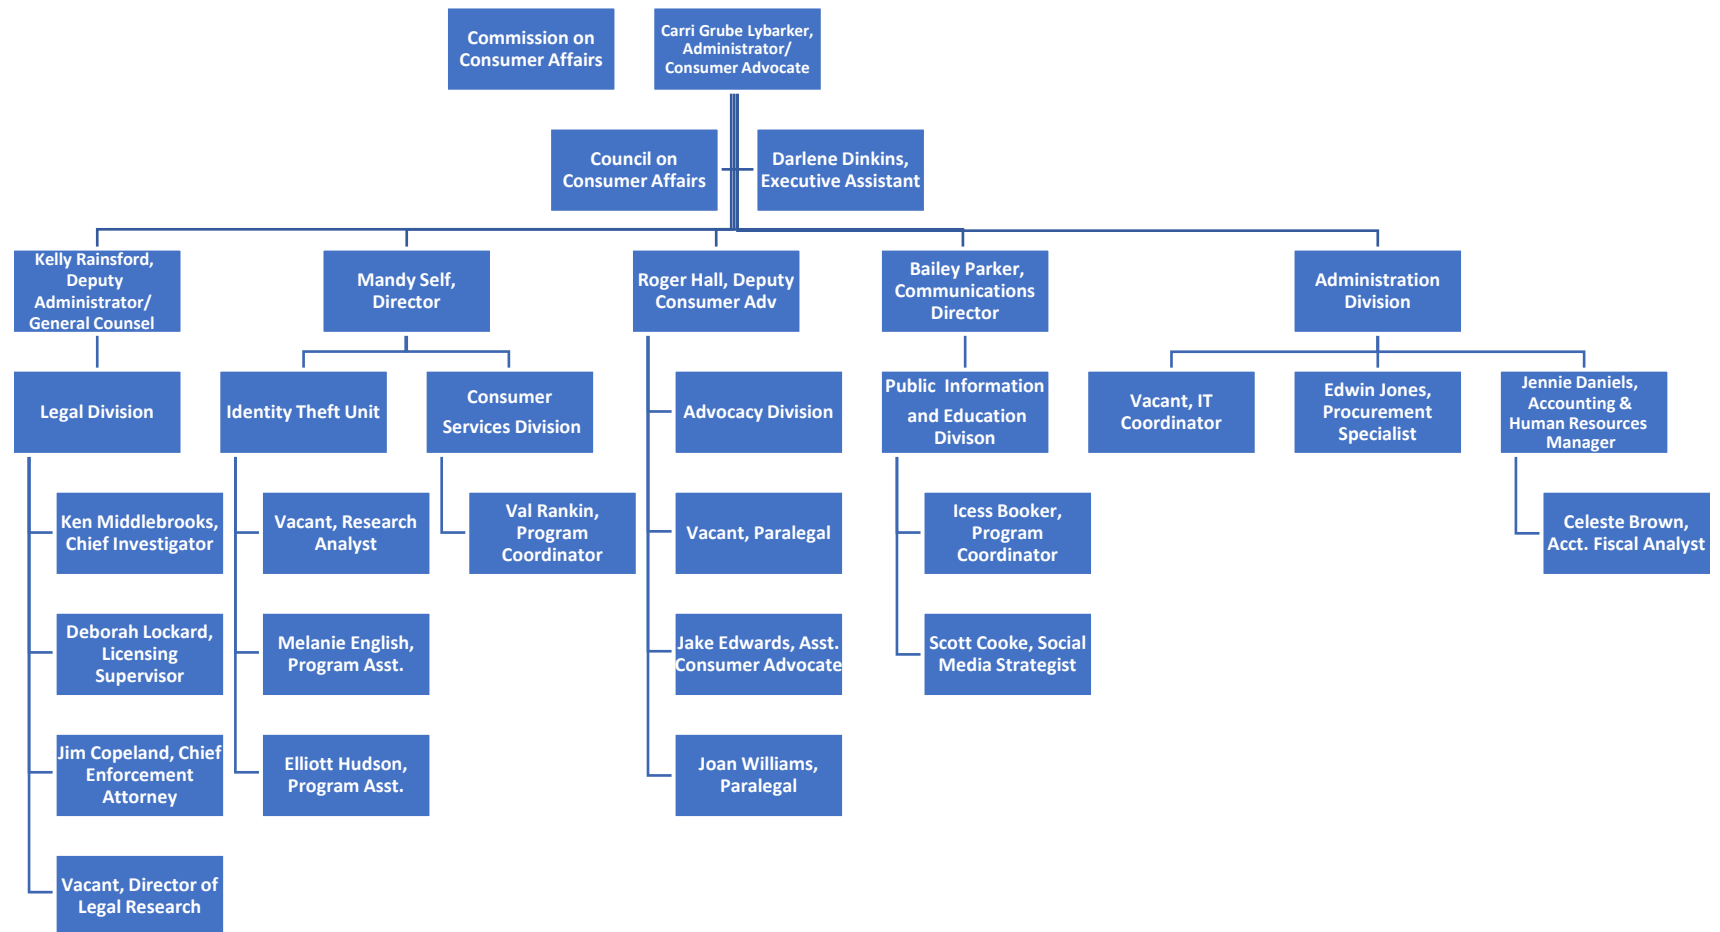 Commission on
Consumer Affairs
Carri Grube Lybarker,
Administrator/
Consumer Advocate
Council on
Consumer Affairs
Darlene Dinkins,
Executive Assistant
Kelly Rainsford,
Deputy
Administrator/
General Counsel
Mandy Self,
Director
Roger Hall, Deputy
Consumer Adv
Bailey Parker,
Communications
Director
Administration
Division
Legal Division
Identity Theft Unit
Consumer
Services Division
Advocacy Division
Public Information
and Education
Divison
Vacant, IT
Coordinator
Edwin Jones,
Procurement
Specialist
Jennie Daniels,
Accounting &
Human Resources
Manager
Ken Middlebrooks,
Chief Investigator
Vacant, Research
Analyst
Val Rankin,
Program
Coordinator
Vacant, Paralegal
Icess Booker,
Program
Coordinator
Celeste Brown,
Acct. Fiscal Analyst
Deborah Lockard,
Licensing
Supervisor
Melanie English,
Program Asst.
Jake Edwards, Asst.
Consumer Advocate
Scott Cooke, Social
Media Strategist
Jim Copeland, Chief
Enforcement
Attorney
Elliott Hudson,
Program Asst.
Joan Williams,
Paralegal
Vacant, Director of
Legal Research